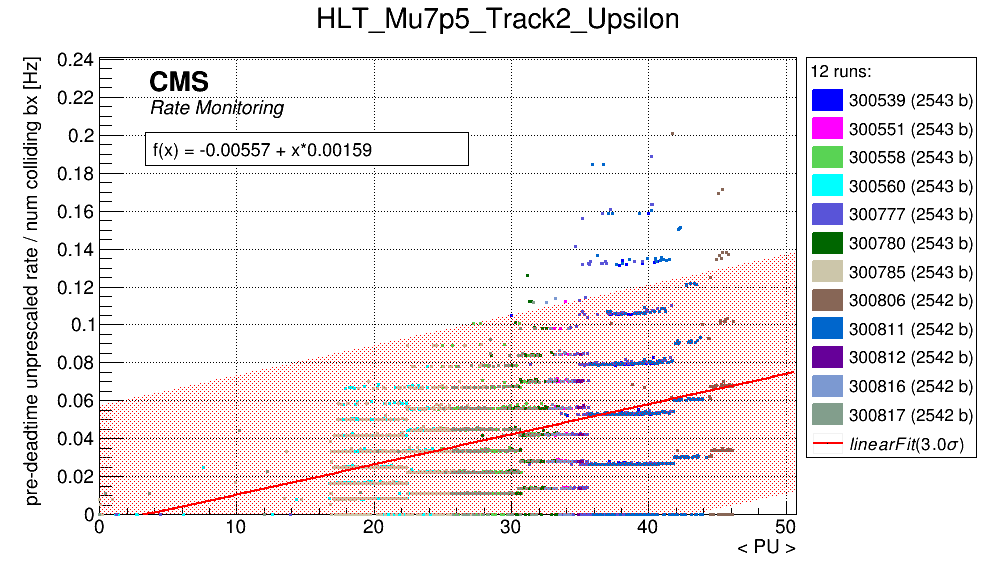 HLT_Mu7p5_Track2_Upsilon
pre-deadtime unprescaled rate / num colliding bx [Hz]
0.24
0.22
0.2
0.18
0.16
0.14
0.12
0.1
0.08
0.06
0.04
0.02
0
CMS
Rate Monitoring
f(x) = -0.00557 + x*0.00159
0
10
20
30
40
50
< PU >
12 runs:
300539 (2543 b)
300551 (2543 b)
300558 (2543 b)
300560 (2543 b)
300777 (2543 b)
300780 (2543 b)
300785 (2543 b)
300806 (2542 b)
300811 (2542 b)
300812 (2542 b)
300816 (2542 b)
300817 (2542 b)
linearFit(3.0σ)